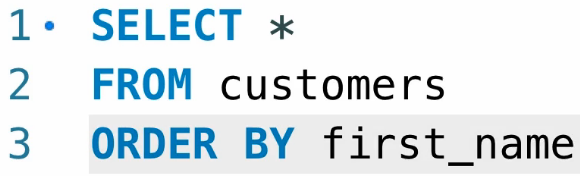 1 SELECT *
2 FROM customers
3 ORDER BY first_name